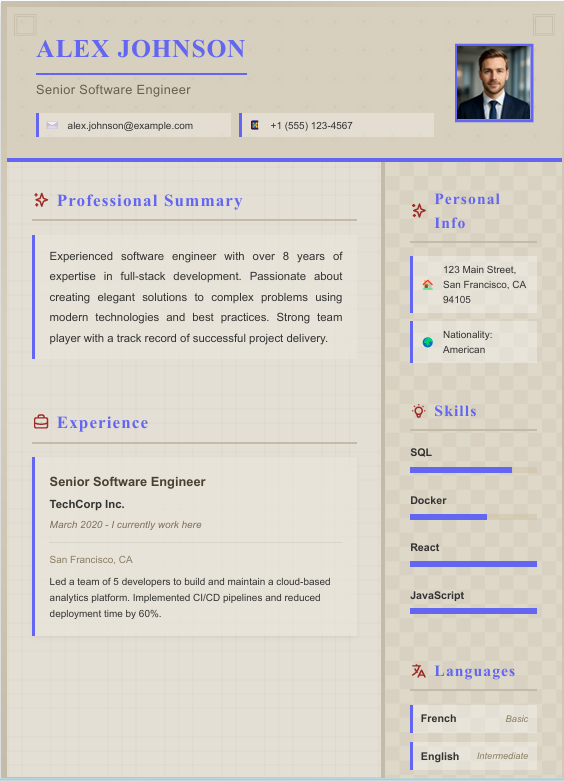 ALEX JOHNSON
Senior Software Engineer
alex.johnson@example.com
+1 (555) 123-4567
Professional Summary
Experienced software engineer with over 8 years of
expertise in full-stack development. Passionate about
creating elegant solutions to complex problems using
modern technologies and best practices. Strong team
player with a track record of successful project delivery.
Experience
Senior Software Engineer
TechCorp Inc.
March 2020 - I currently work here
San Francisco, CA
Led a team of 5 developers to build and maintain a cloud-based
analytics platform. Implemented CI/CD pipelines and reduced
deployment time by 60%.
Personal
Info
123 Main Street,
San Francisco, CA
94105
Nationality:
American
Skills
SQL
Docker
React
JavaScript
Languages
French Basic
English Intermediate